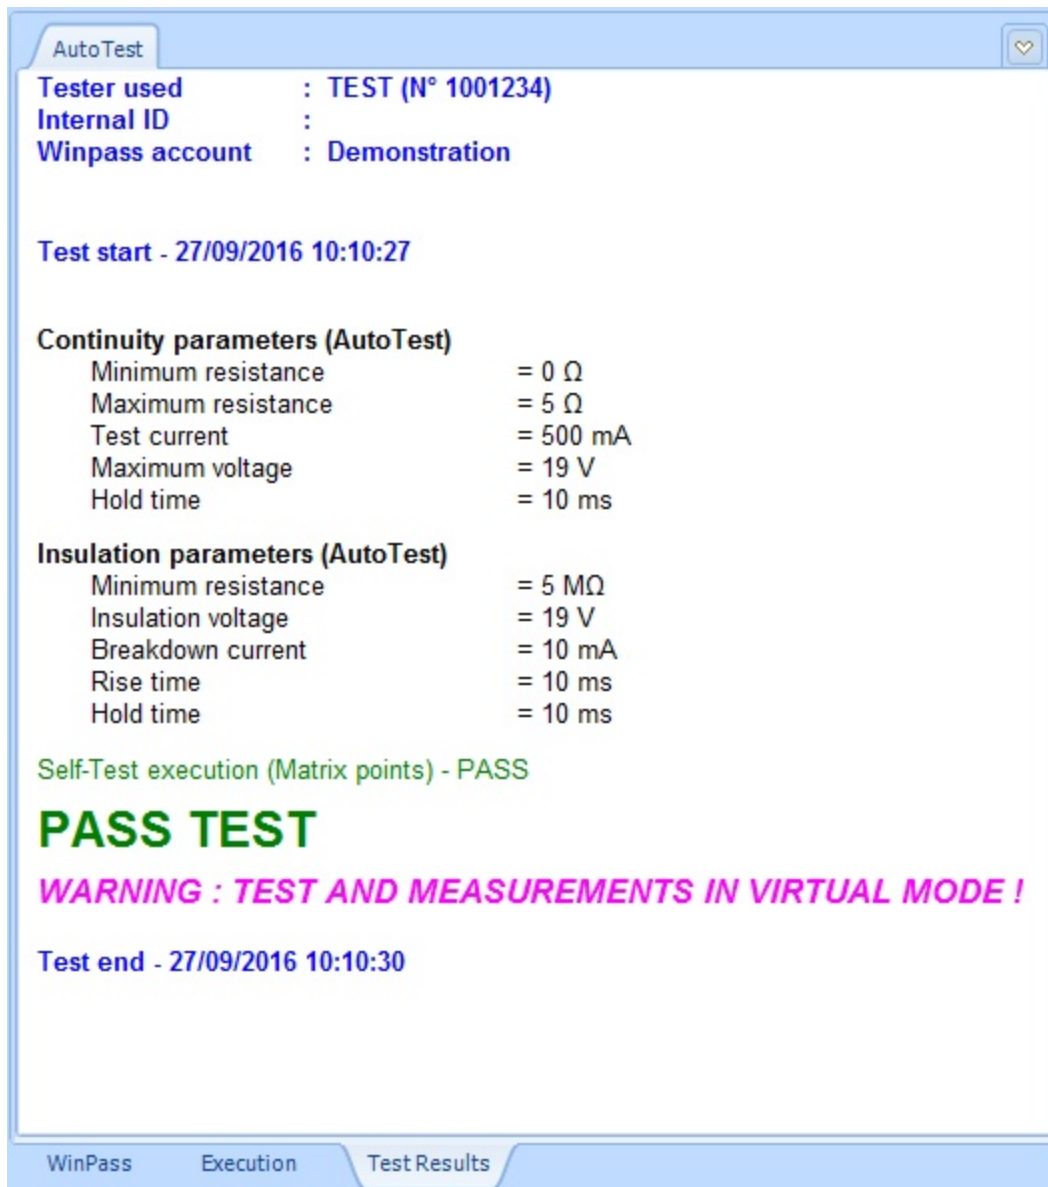 AutoTest
Tester used : TEST (N° 1001234)
Internal ID :
Winpass account : Demonstration
Test start - 27/09/2016 10:10:27
Continuity parameters (AutoTest)
Minimum resistance = 0 Ω
Maximum resistance = 5 Ω
Test current = 500 mA
Maximum voltage = 19 V
Hold time = 10 ms
Insulation parameters (AutoTest)
Minimum resistance = 5 MΩ
Insulation voltage = 19 V
Breakdown current = 10 mA
Rise time = 10 ms
Hold time = 10 ms
Self-Test execution (Matrix points) - PASS
PASS TEST
WARNING : TEST AND MEASUREMENTS IN VIRTUAL MODE !
Test end - 27/09/2016 10:10:30
WinPass Execution Test Results